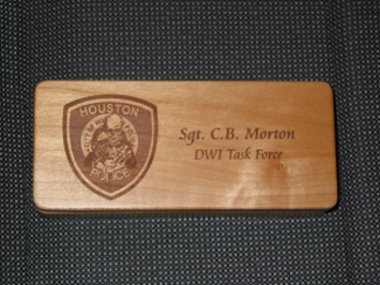 HOUSTON
POLICE
Sgt. C.B. Morton
DWI Task Force